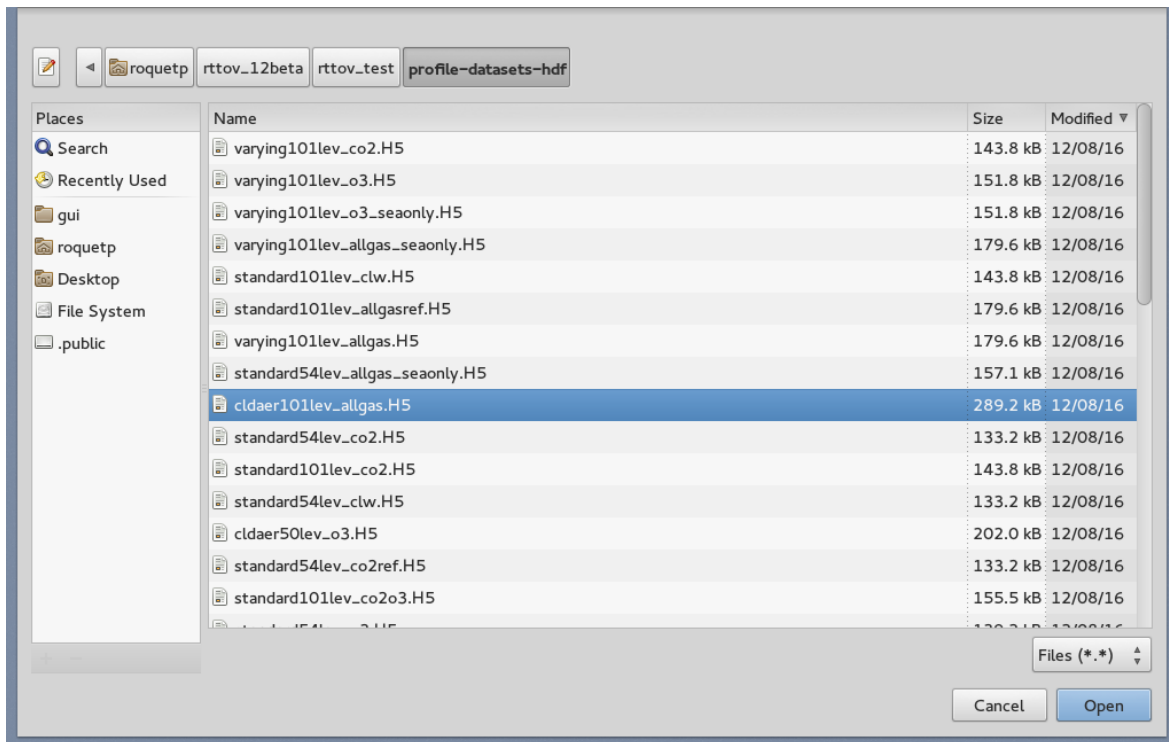 roquetp rttov_12beta rttov_test profile-datasets-hdf
Places Name Size Modified
Search varying101lev_co2.H5 143.8 kB 12/08/16
Recently Used varying101lev_o3.H5 151.8 kB 12/08/16
gui varying101lev_o3_seaonly.H5 151.8 kB 12/08/16
roquetp varying101lev_allgas_seaonly.H5 179.6 kB 12/08/16
Desktop standard101lev_clw.H5 143.8 kB 12/08/16
File System standard101lev_allgasref.H5 179.6 kB 12/08/16
.public varying101lev_allgas.H5 179.6 kB 12/08/16
standard54lev_allgas_seaonly.H5 157.1 kB 12/08/16
cldaer101lev_allgas.H5 289.2 kB 12/08/16
standard54lev_co2.H5 133.2 kB 12/08/16
standard101lev_co2.H5 143.8 kB 12/08/16
standard54lev_clw.H5 133.2 kB 12/08/16
cldaer50lev_o3.H5 202.0 kB 12/08/16
standard54lev_co2ref.H5 133.2 kB 12/08/16
standard101lev_co2o3.H5 155.5 kB 12/08/16
Files (*.*)
Cancel Open